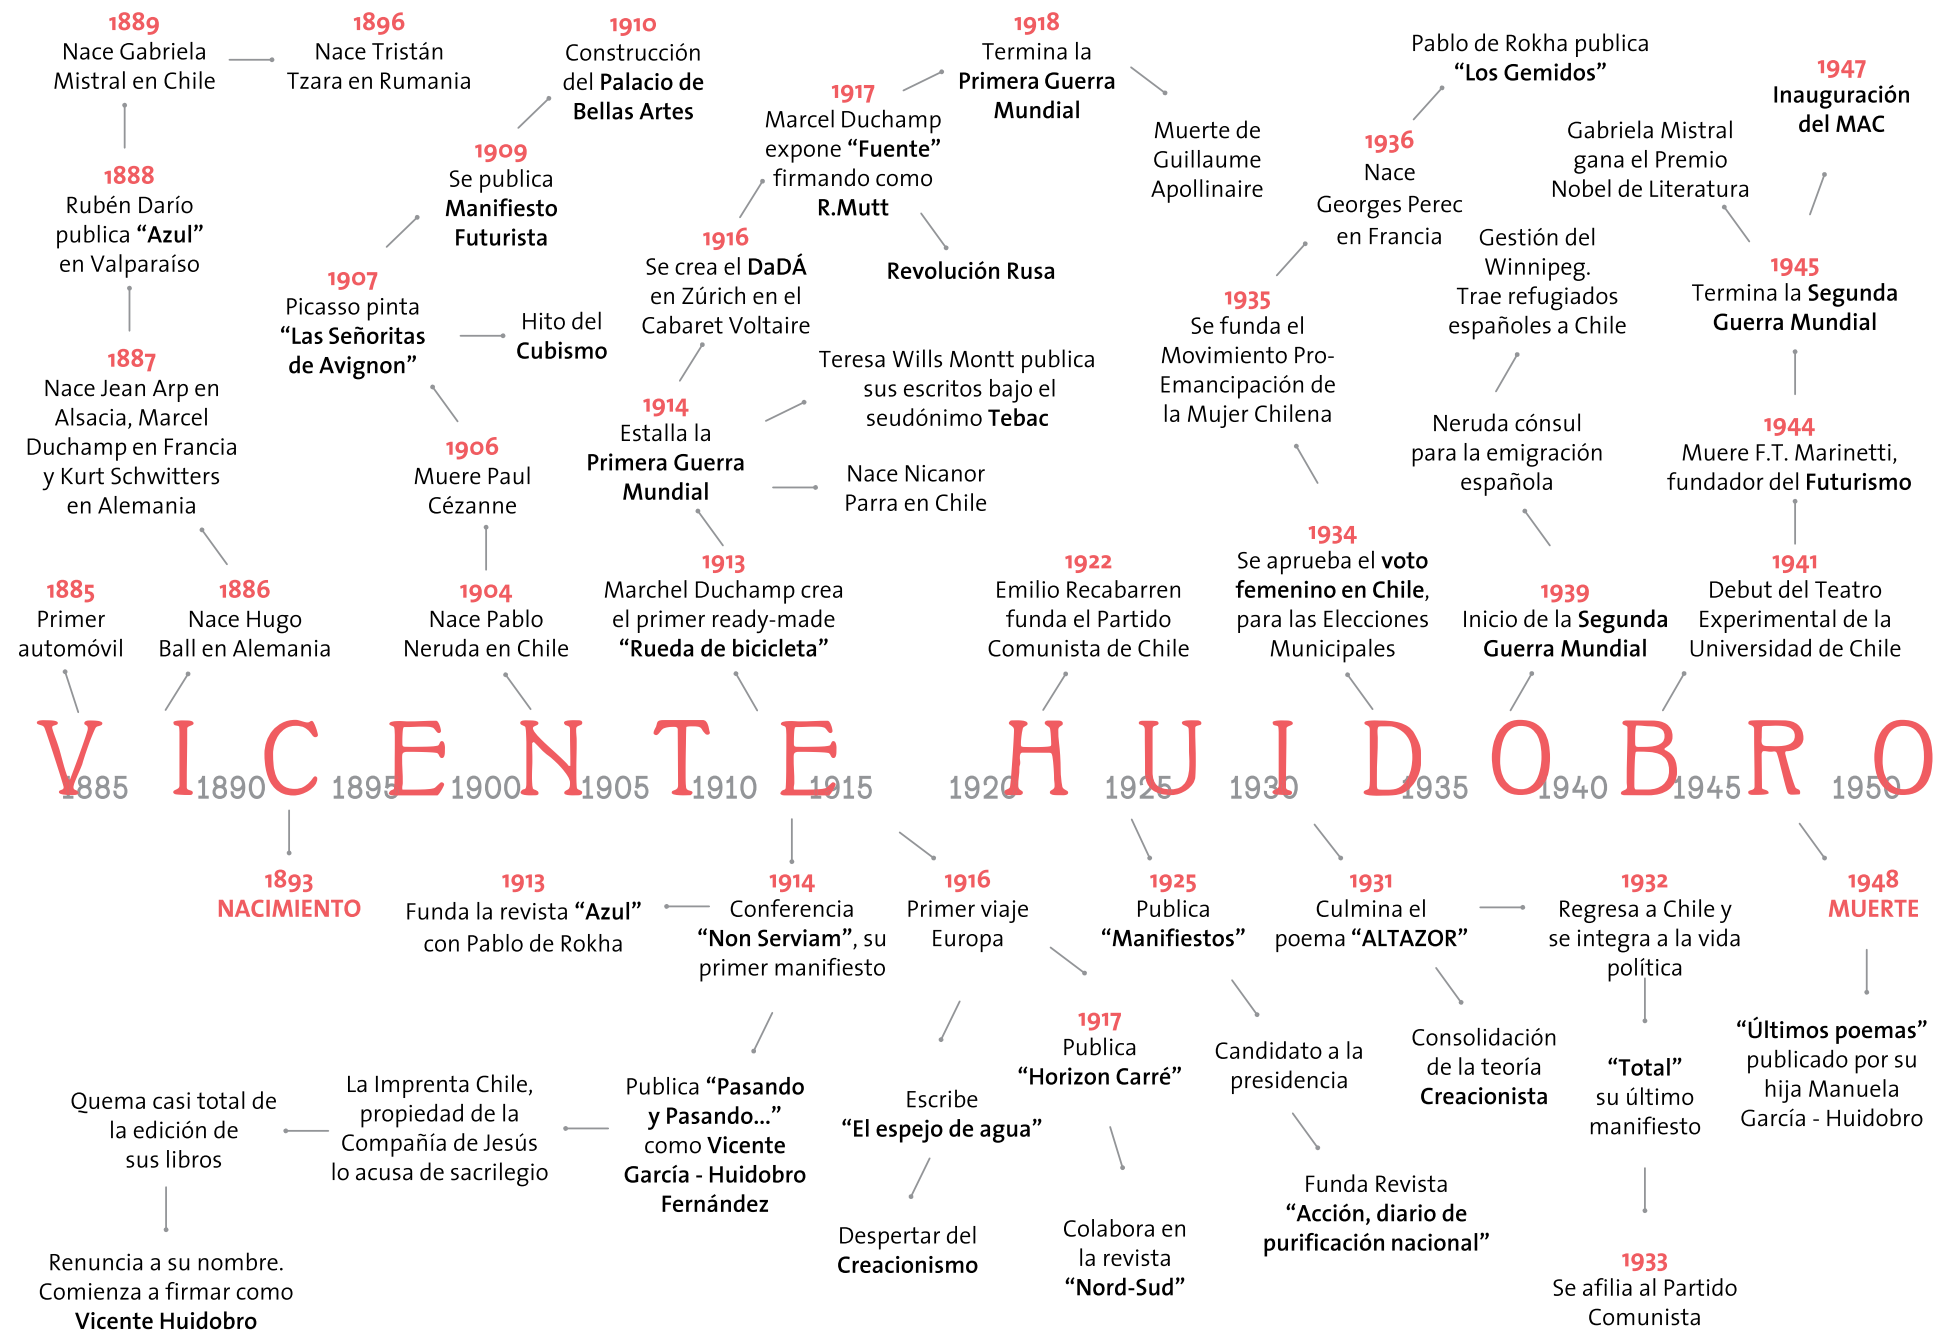 1889
Nace Gabriela
Mistral en Chile
1896
Nace Tristán
Tzara en Rumania
1888
Rubén Darío
publica “Azul”
en Valparaíso
1887
Nace Jean Arp en
Alsacia, Marcel
Duchamp en Francia
y Kurt Schwitters
en Alemania
1885
Primer
automóvil
1886
Nace Hugo
Ball en Alemania
1910
Construcción
del Palacio de
Bellas Artes
1909
Se publica
Manifiesto
Futurista
1907
Picasso pinta
“Las Señoritas
de Avignon”
Hito del
Cubismo
1906
Muere Paul
Cézanne
1904
Nace Pablo
Neruda en Chile
1918
Termina la
Primera Guerra
Mundial
Muerte de
Guillaume
Apollinaire
1917
Marcel Duchamp
expone “Fuente”
firmando como
R.Mutt
Revolución Rusa
1916
Se crea el DaDÁ
en Zúrich en el
Cabaret Voltaire
Teresa Wills Montt publica
sus escritos bajo el
seudónimo Tebac
1914
Estalla la
Primera Guerra
Mundial
Nace Nicanor
Parra en Chile
1913
Marchel Duchamp crea
el primer ready-made
“Rueda de bicicleta”
1922
Emilio Recabarren
funda el Partido
Comunista de Chile
Pablo de Rokha publica
“Los Gemidos”
1936
Nace
Georges Perec
en Francia
1935
Se funda el
Movimiento Pro-
Emancipación de
la Mujer Chilena
1934
Se aprueba el voto
femenino en Chile,
para las Elecciones
Municipales
Gestión del
Winnipeg.
Trae refugiados
españoles a Chile
Neruda cónsul
para la emigración
española
1939
Inicio de la Segunda
Guerra Mundial
1947
Inauguración
del MAC
Gabriela Mistral
gana el Premio
Nobel de Literatura
1945
Termina la Segunda
Guerra Mundial
1944
Muere F.T. Marinetti,
fundador del Futurismo
1941
Debut del Teatro
Experimental de la
Universidad de Chile
VICENTE HUIDOBRO
1885 1890 1895 1900 1905 1910 1915 1920 1925 1930 1935 1940 1945 1950
1893
NACIMIENTO
1913
Funda la revista “Azul”
con Pablo de Rokha
1914
Conferencia
“Non Serviam”, su
primer manifiesto
Publica “Pasando
y Pasando...”
como Vicente
García - Huidobro
Fernández
La Imprenta Chile,
propiedad de la
Compañía de Jesús
lo acusa de sacrilegio
Quema casi total de
la edición de
sus libros
Renuncia a su nombre.
Comienza a firmar como
Vicente Huidobro
1916
Primer viaje
Europa
Escribe
“El espejo de agua”
Despertar del
Creacionismo
1917
Publica
“Horizon Carré”
Colabora en
la revista
“Nord-Sud”
1925
Publica
“Manifiestos”
Candidato a la
presidencia
Funda Revista
“Acción, diario de
purificación nacional”
1931
Culmina el
poema “ALTAZOR”
Consolidación
de la teoría
Creacionista
1932
Regresa a Chile y
se integra a la vida
política
“Total”
su último
manifiesto
1933
Se afilia al Partido
Comunista
1948
MUERTE
“Últimos poemas”
publicado por su
hija Manuela
García - Huidobro